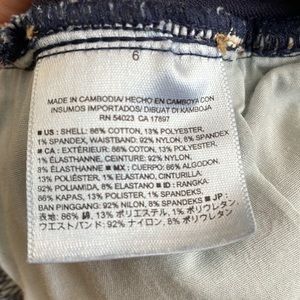 6
MADE IN CAMBODIA/ HECHO EN CAMBOYA CON
INSUMOS IMPORTADOS/ DIBUAT DI KAMBOJA
RN 54023 CA 17897
■ US : SHELL: 86% COTTON, 13% POLYESTER,
1% SPANDEX, WAISTBAND: 92% NYLON, 8% SPANDEX
■ CA : EXTÉRIEUR: 86% COTON, 13% POLYESTER,
1% ÉLASTHANNE, CEINTURE: 92% NYLON,
8% ÉLASTHANNE ■ MX : CUERPO: 86% ALGODÓN,
13% POLIÉSTER, 1% ELASTANO, CINTURILLA:
92% POLIAMIDA, 8% ELASTANO ■ ID : RANGKA:
86% KAPAS, 13% POLIESTER, 1% SPANDEKS,
BAN PINGGANG: 92% NILON, 8% SPANDEKS ■ JP :
表地: 86% 綿, 13% ポリエステル, 1% ポリウレタン
ウエストバンド: 92% ナイロン, 8% ポリウレタン